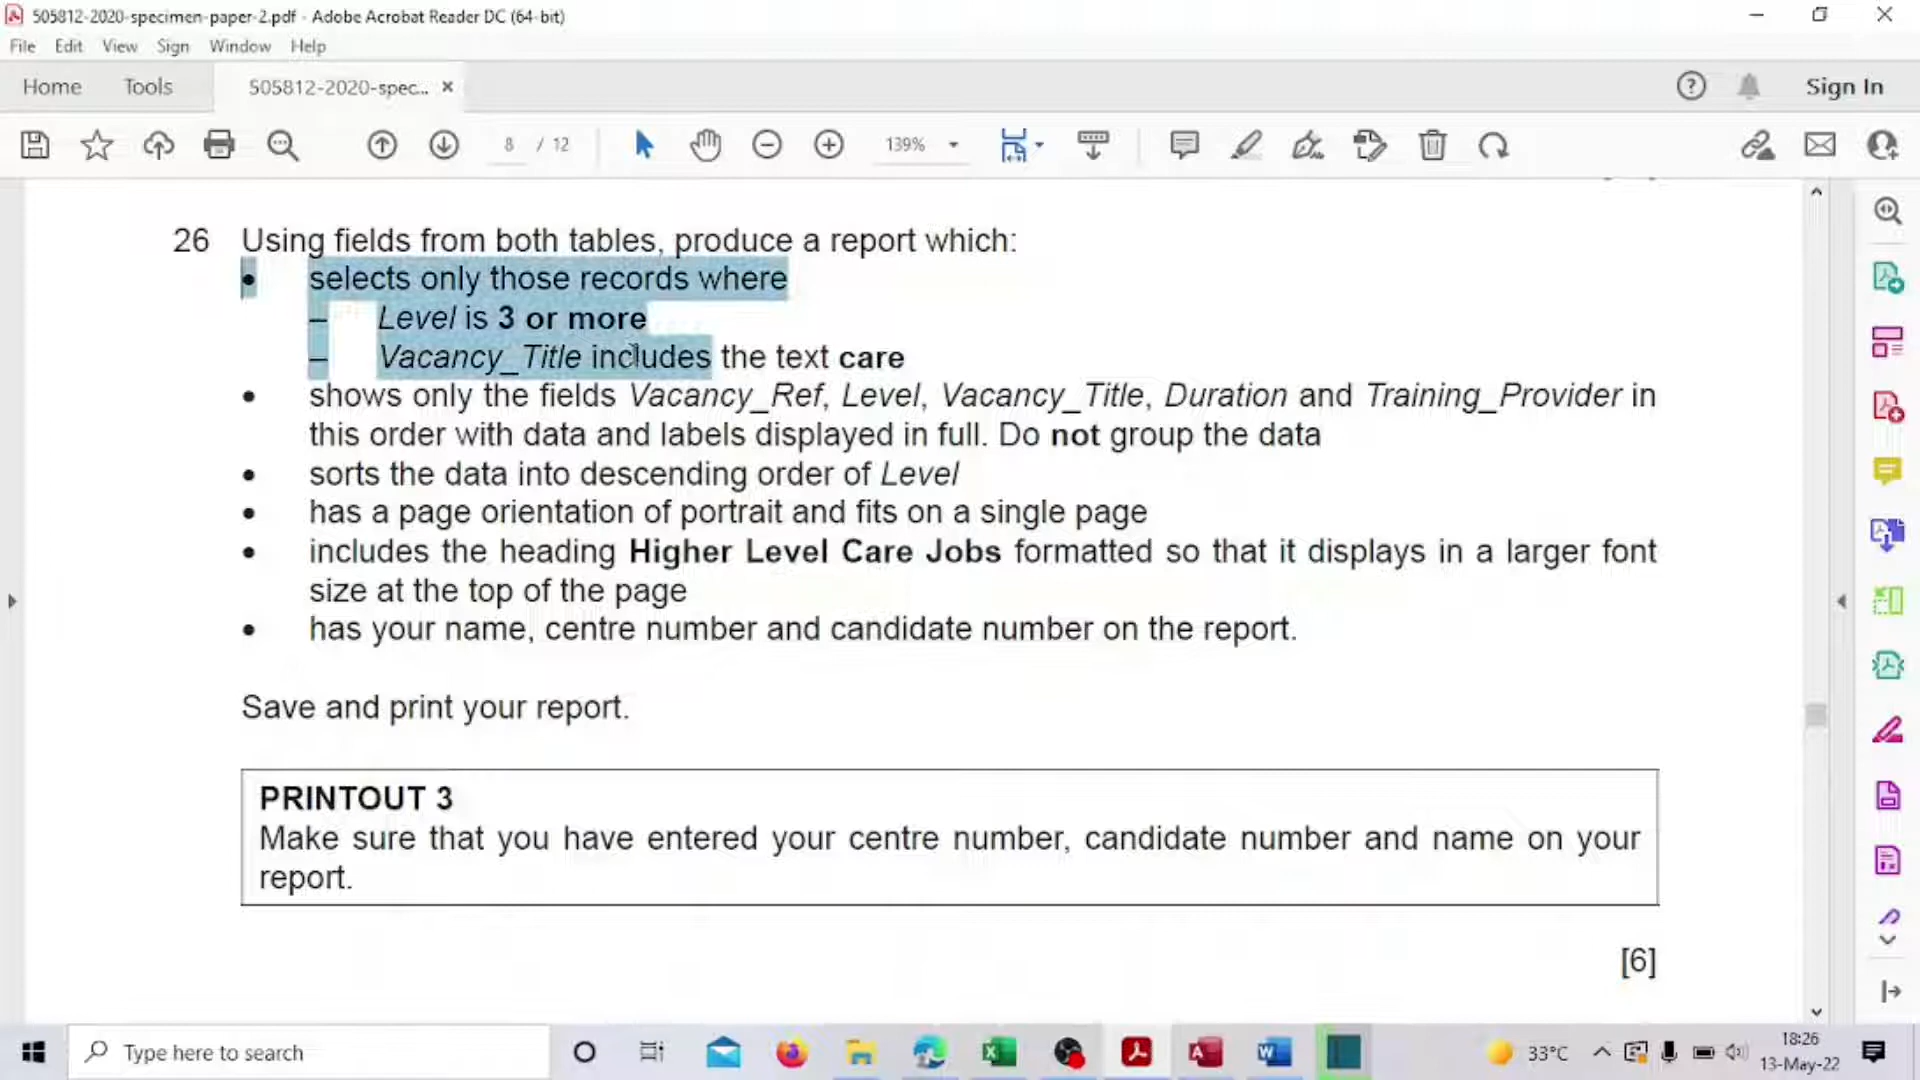 505812-2020-specimen-paper-2.pdf - Adobe Acrobat Reader DC (64-bit)
File Edit View Sign Window Help
Home Tools 505812-2020-spec... × Sign In
8 / 12 139%
26 Using fields from both tables, produce a report which:
• selects only those records where
– Level is 3 or more
– Vacancy_Title includes the text care
• shows only the fields Vacancy_Ref, Level, Vacancy_Title, Duration and Training_Provider in
this order with data and labels displayed in full. Do not group the data
• sorts the data into descending order of Level
• has a page orientation of portrait and fits on a single page
• includes the heading Higher Level Care Jobs formatted so that it displays in a larger font
size at the top of the page
• has your name, centre number and candidate number on the report.
Save and print your report.
PRINTOUT 3
Make sure that you have entered your centre number, candidate number and name on your
report.
[6]
Type here to search
33°C
18:26
13-May-22